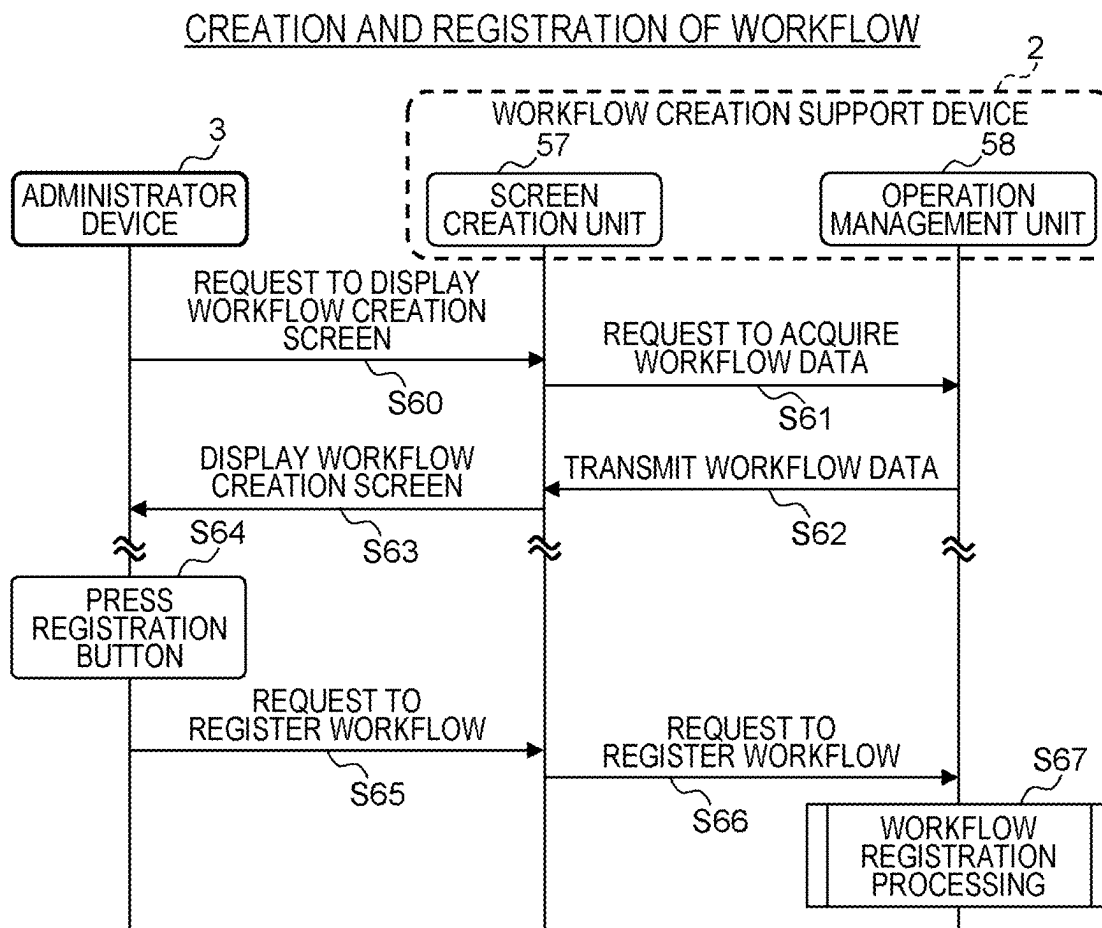 CREATION AND REGISTRATION OF WORKFLOW
2
WORKFLOW CREATION SUPPORT DEVICE
3
57
58
ADMINISTRATOR
DEVICE
SCREEN
CREATION UNIT
OPERATION
MANAGEMENT UNIT
REQUEST TO DISPLAY
WORKFLOW CREATION
SCREEN
S60
REQUEST TO ACQUIRE
WORKFLOW DATA
S61
TRANSMIT WORKFLOW DATA
S62
DISPLAY WORKFLOW
CREATION SCREEN
S63
S64
PRESS
REGISTRATION
BUTTON
REQUEST TO
REGISTER WORKFLOW
S65
REQUEST TO
REGISTER WORKFLOW
S66
S67
WORKFLOW
REGISTRATION
PROCESSING